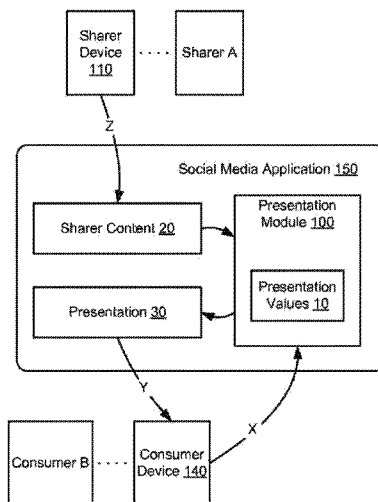 Sharer
Device
110
Sharer A
Z
Social Media Application 150
Sharer Content 20
Presentation
Module 100
Presentation
Values 10
Presentation 30
Y
X
Consumer B
Consumer
Device 140